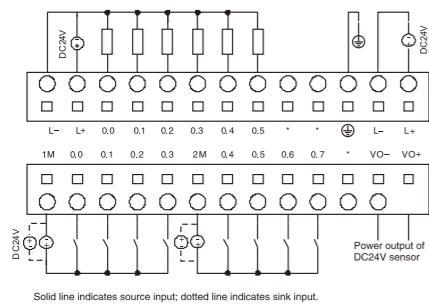 DC24V
DC24V
L− L+ 0.0 0.1 0.2 0.3 0.4 0.5 * * L− L+
1M 0.0 0.1 0.2 0.3 2M 0.4 0.5 0.6 0.7 * VO− VO+
DC24V
Power output of
DC24V sensor
Solid line indicates source input; dotted line indicates sink input.